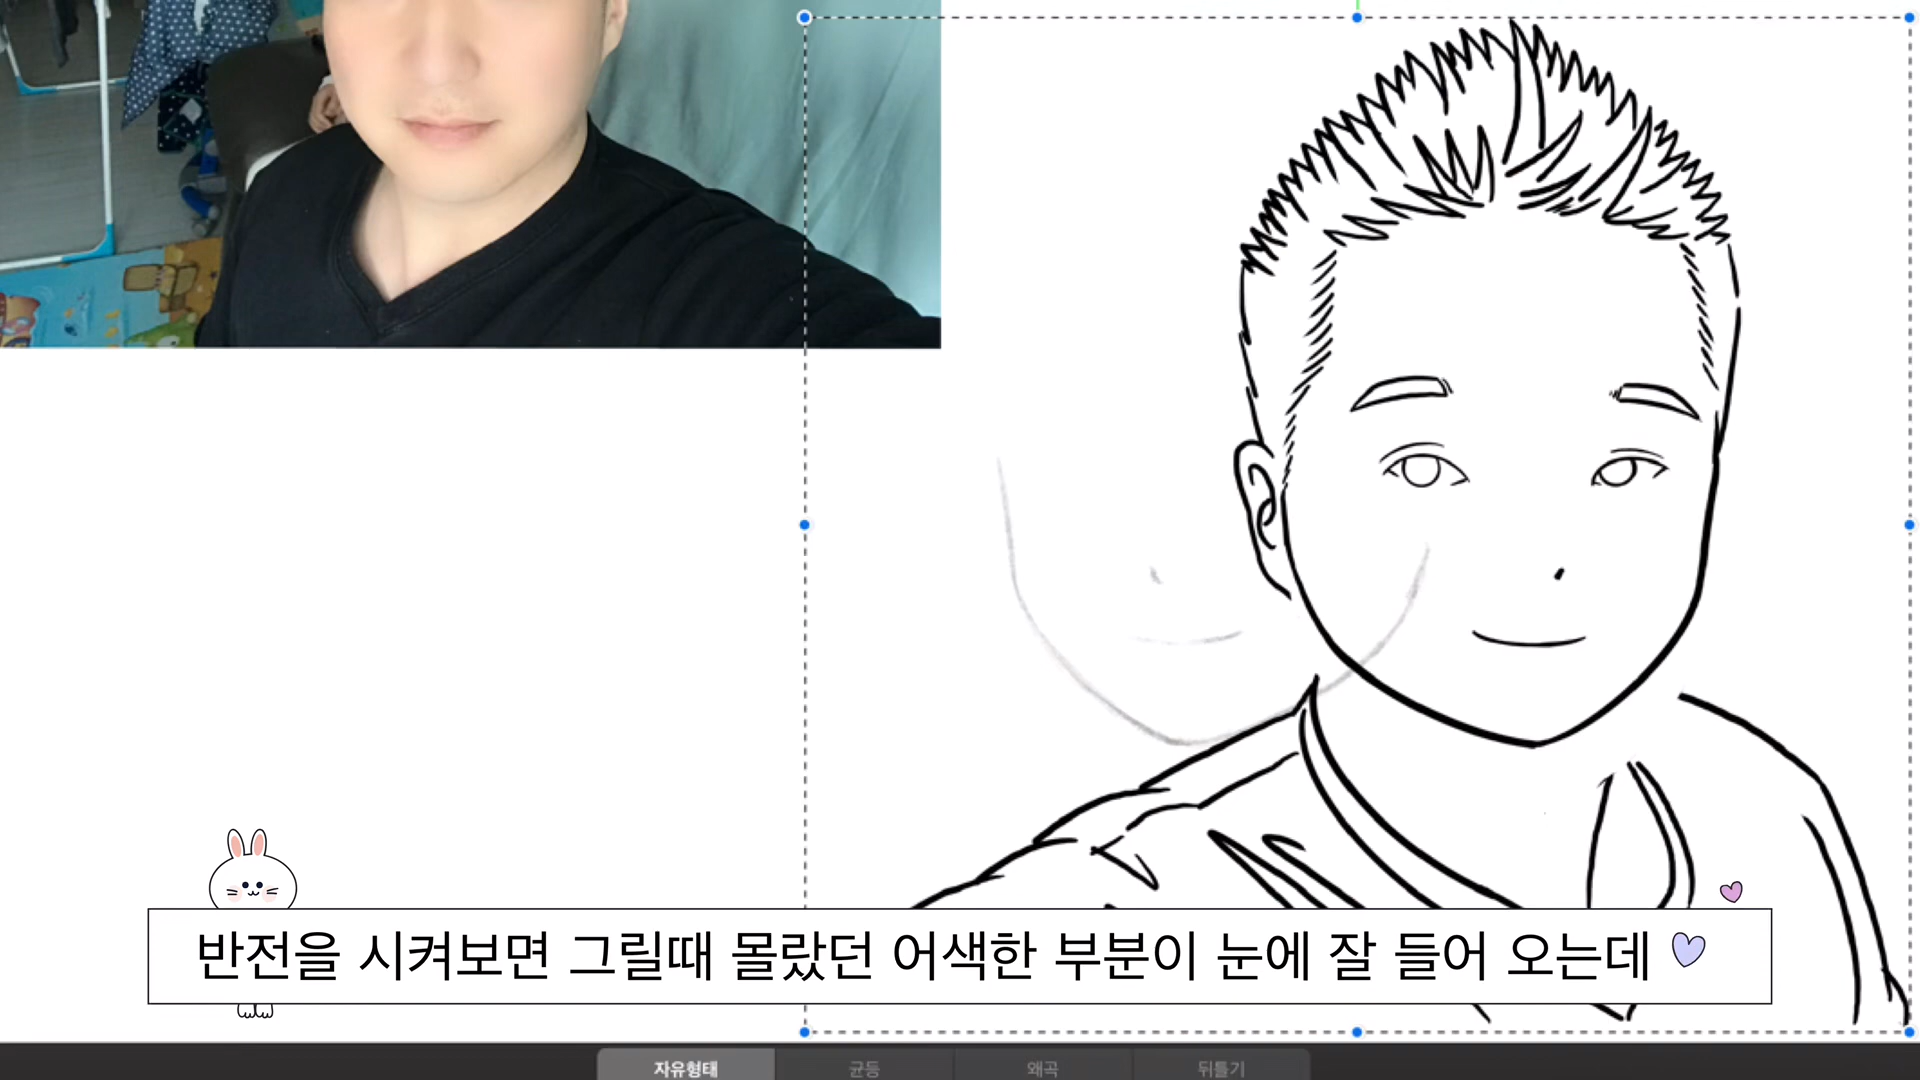 반전을 시켜보면 그릴때 몰랐던 어색한 부분이 눈에 잘 들어 오는데
자유형태 균등 왜곡 뒤틀기